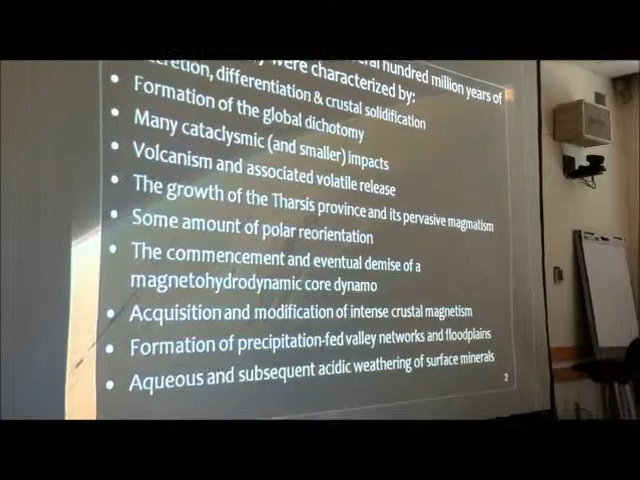 were characterized by: hundred million years of
differentiation & crustal solidification
• Formation of the global dichotomy
• Many cataclysmic (and smaller) impacts
• Volcanism and associated volatile release
• The growth of the Tharsis province and its pervasive magmatism
• Some amount of polar reorientation
• The commencement and eventual demise of a
magnetohydrodynamic core dynamo
• Acquisition and modification of intense crustal magnetism
• Formation of precipitation-fed valley networks and floodplains
• Aqueous and subsequent acidic weathering of surface minerals
2